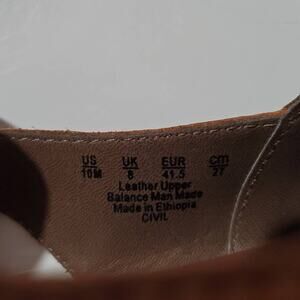 US UK EUR cm
10M 8 41.5 27
Leather Upper
Balance Man Made
Made in Ethiopia
CIVIL